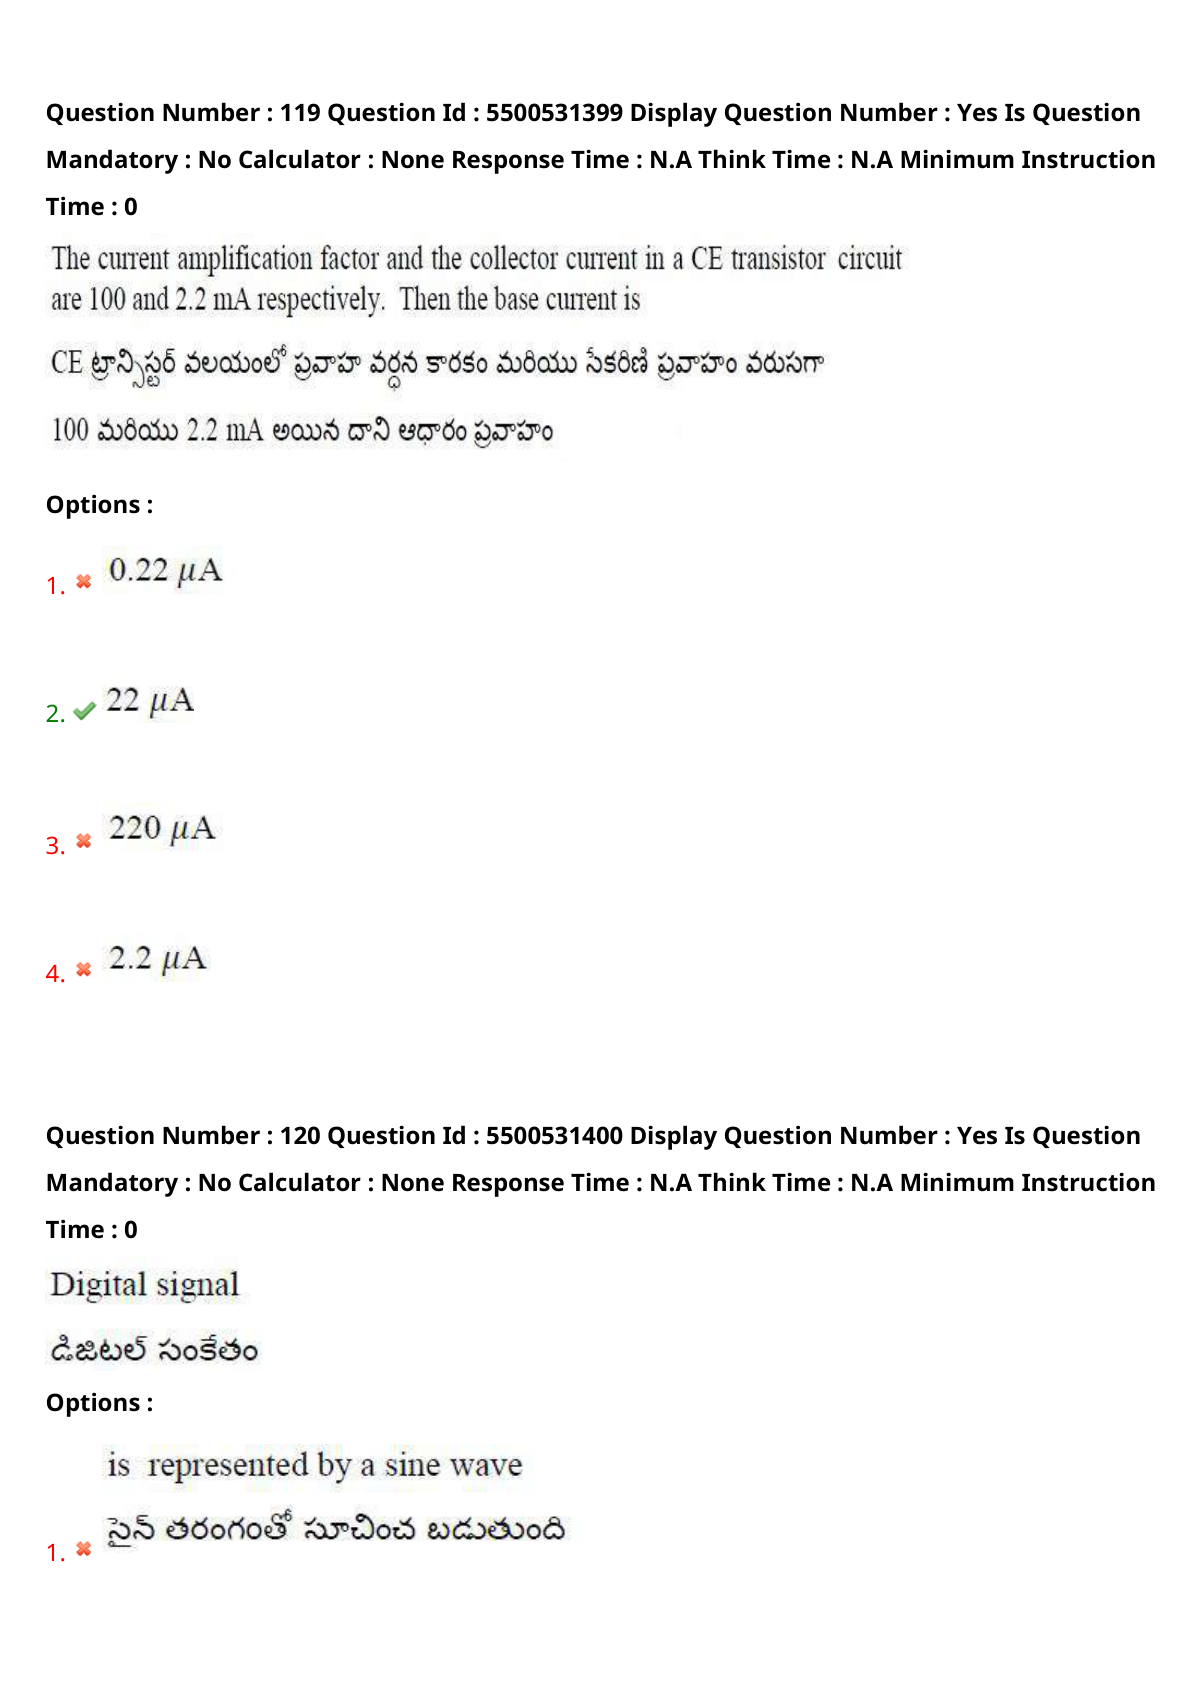 Question Number : 119 Question Id : 5500531399 Display Question Number : Yes Is Question
Mandatory : No Calculator : None Response Time : N.A Think Time : N.A Minimum Instruction
Time : 0
The current amplification factor and the collector current in a CE transistor circuit
are 100 and 2.2 mA respectively. Then the base current is
CE ట్రాన్సిస్టర్ వలయంలో ప్రవాహ వర్ధన కారకం మరియు సేకరిణి ప్రవాహం వరుసగా
100 మరియు 2.2 mA అయిన దాని ఆధారం ప్రవాహం
Options :
1. 0.22 μA
2. 22 μA
3. 220 μA
4. 2.2 μA
Question Number : 120 Question Id : 5500531400 Display Question Number : Yes Is Question
Mandatory : No Calculator : None Response Time : N.A Think Time : N.A Minimum Instruction
Time : 0
Digital signal
డిజిటల్ సంకేతం
Options :
is represented by a sine wave
1. సైన్ తరంగంతో సూచించ బడుతుంది